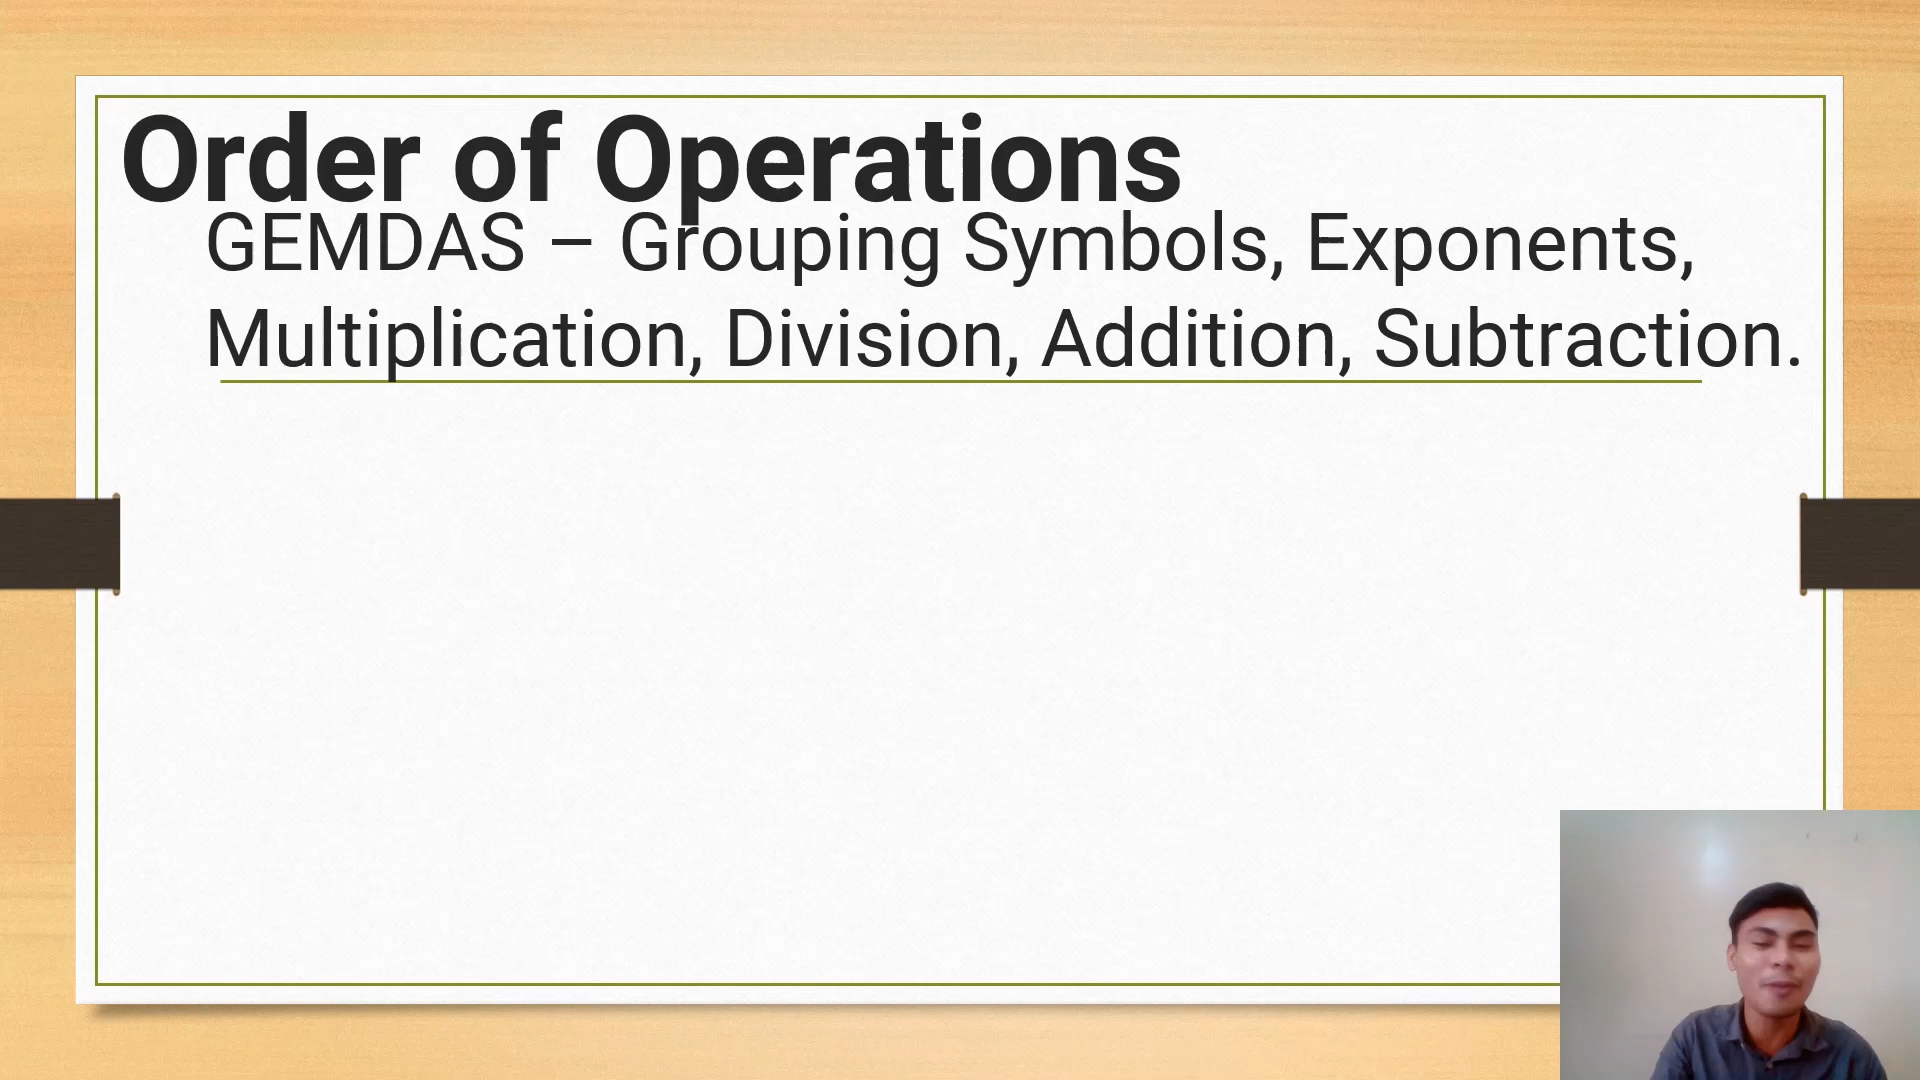 Order of Operations
GEMDAS – Grouping Symbols, Exponents,
Multiplication, Division, Addition, Subtraction.